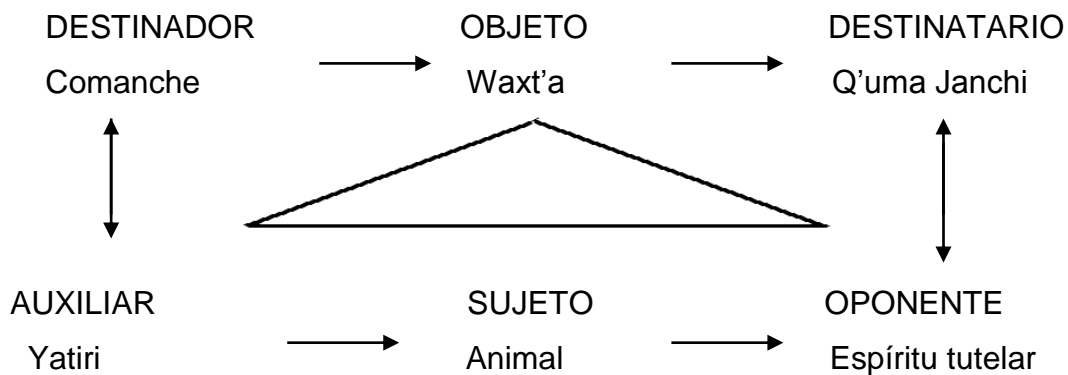 DESTINADOR OBJETO DESTINATARIO
Comanche Waxt’a Q’uma Janchi
AUXILIAR SUJETO OPONENTE
Yatiri Animal Espíritu tutelar